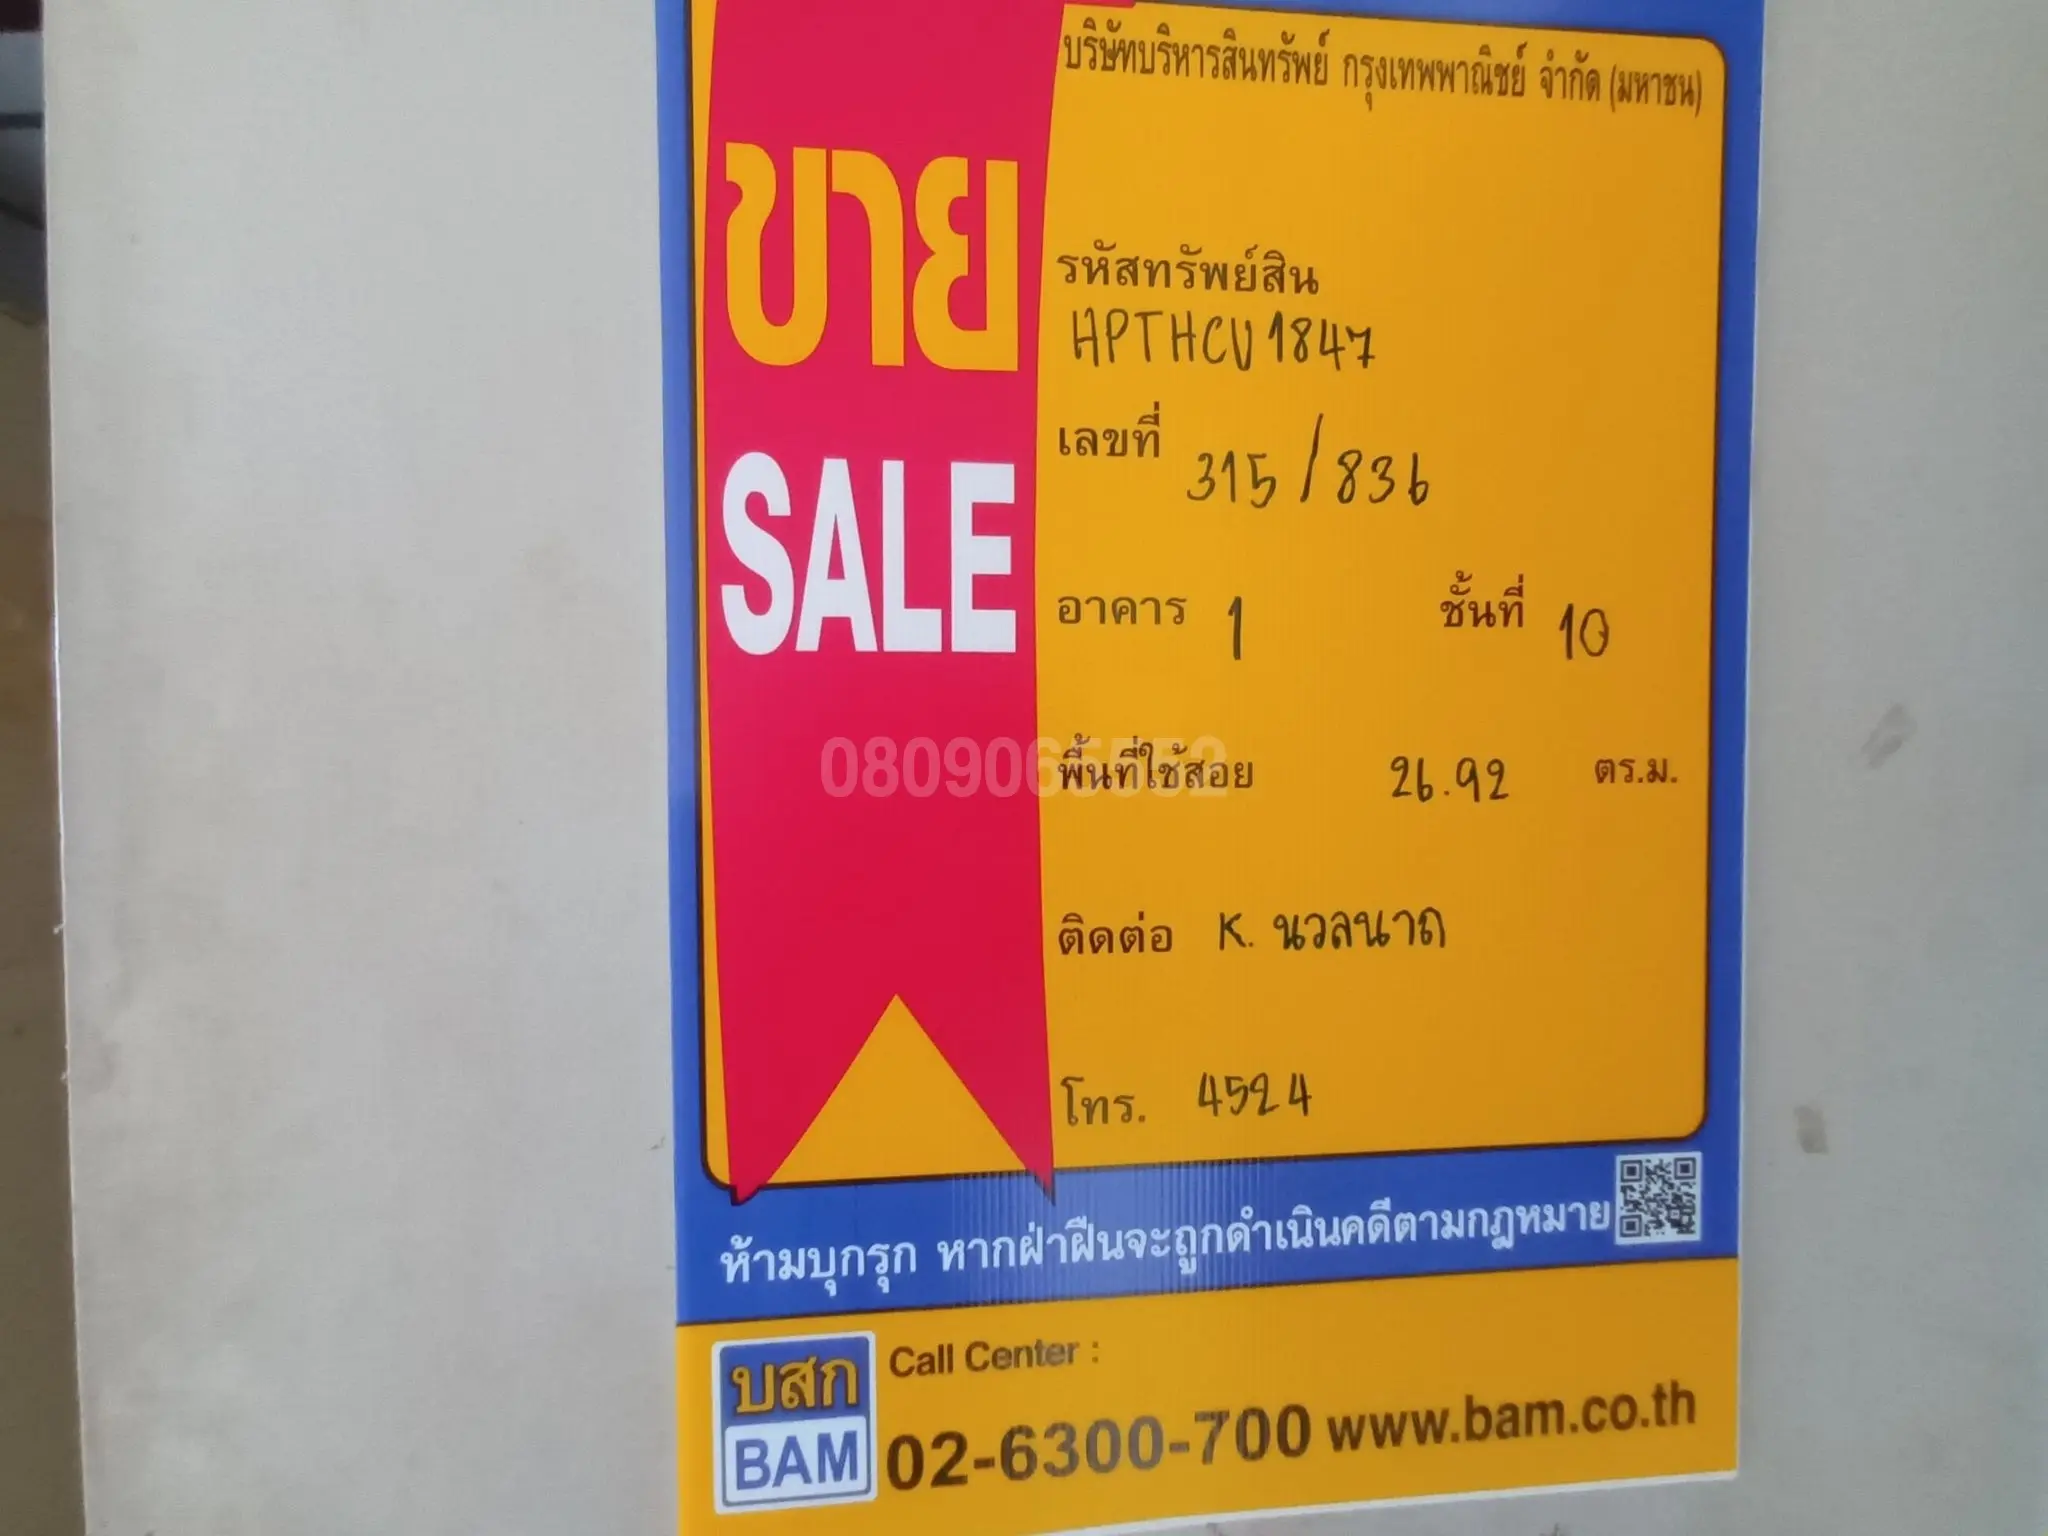 บริษัทบริหารสินทรัพย์ กรุงเทพพาณิชย์ จำกัด (มหาชน)
ขาย
SALE
รหัสทรัพย์สิน
HPTHCU1847
เลขที่ 315/836
อาคาร 1 ชั้นที่ 10
พื้นที่ใช้สอย 26.92 ตร.ม.
0809065552
ติดต่อ K. นวลนาถ
โทร. 4524
ห้ามบุกรุก หากฝ่าฝืนจะถูกดำเนินคดีตามกฎหมาย
บสก
BAM
Call Center :
02-6300-700 www.bam.co.th